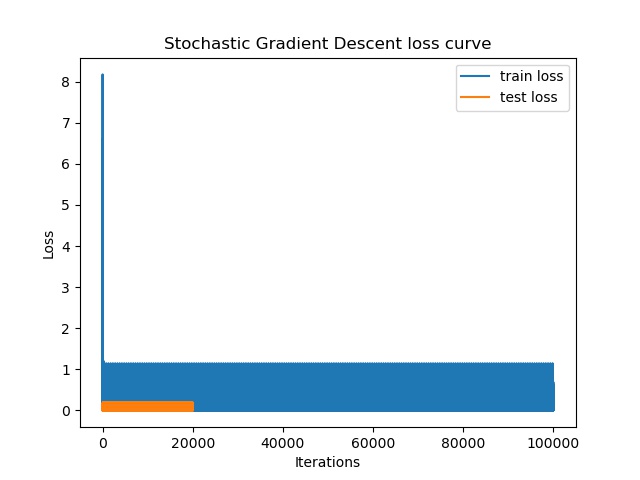 Stochastic Gradient Descent loss curve
train loss
test loss
8
7
6
5
4
3
2
1
0
Loss
0 20000 40000 60000 80000 100000
Iterations